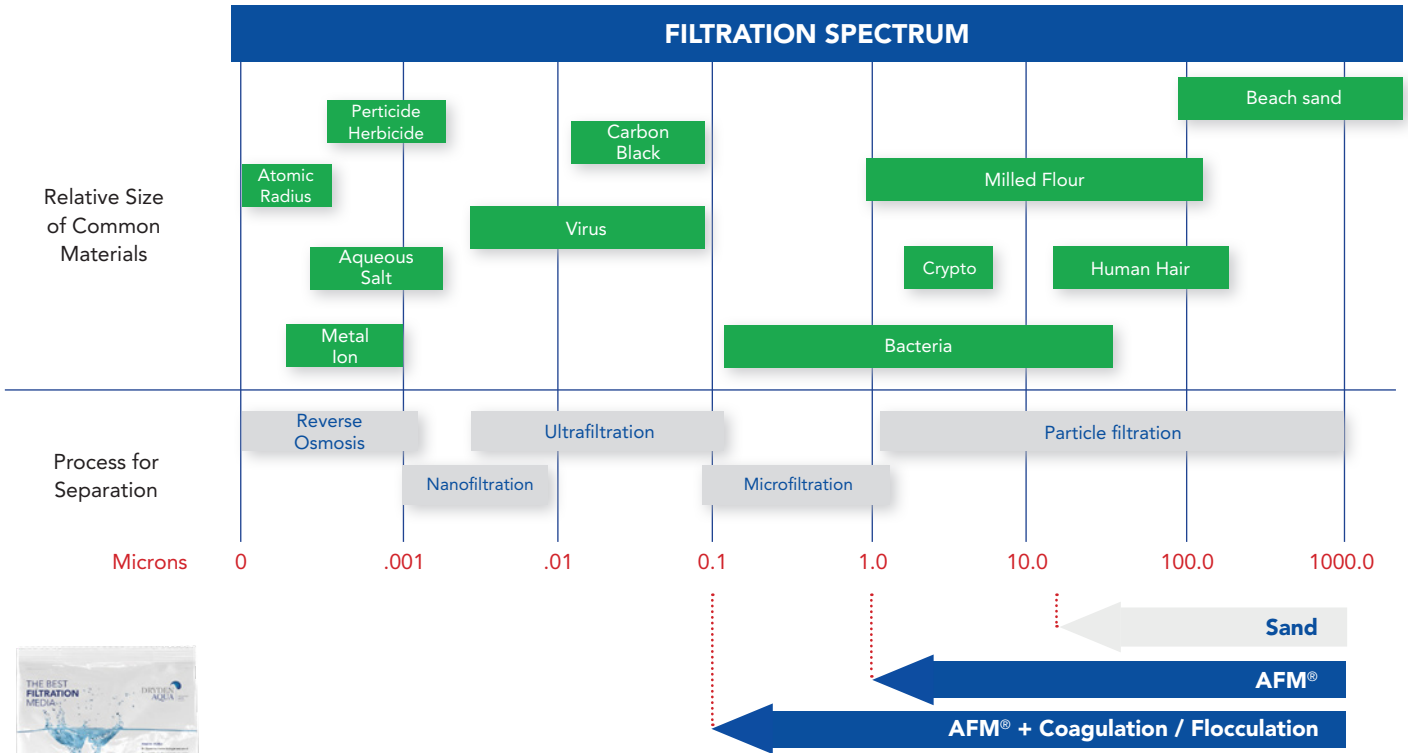 FILTRATION SPECTRUM
Beach sand
Perticide
Herbicide
Carbon
Black
Atomic
Radius
Milled Flour
Relative Size
of Common
Materials
Virus
Aqueous
Salt
Crypto
Human Hair
Metal
Ion
Bacteria
Reverse
Osmosis
Ultrafiltration
Particle filtration
Process for
Separation
Nanofiltration
Microfiltration
Microns 0 .001 .01 0.1 1.0 10.0 100.0 1000.0
Sand
AFM®
AFM® + Coagulation / Flocculation
THE BEST
FILTRATION
MEDIA
DRYDEN
AQUA